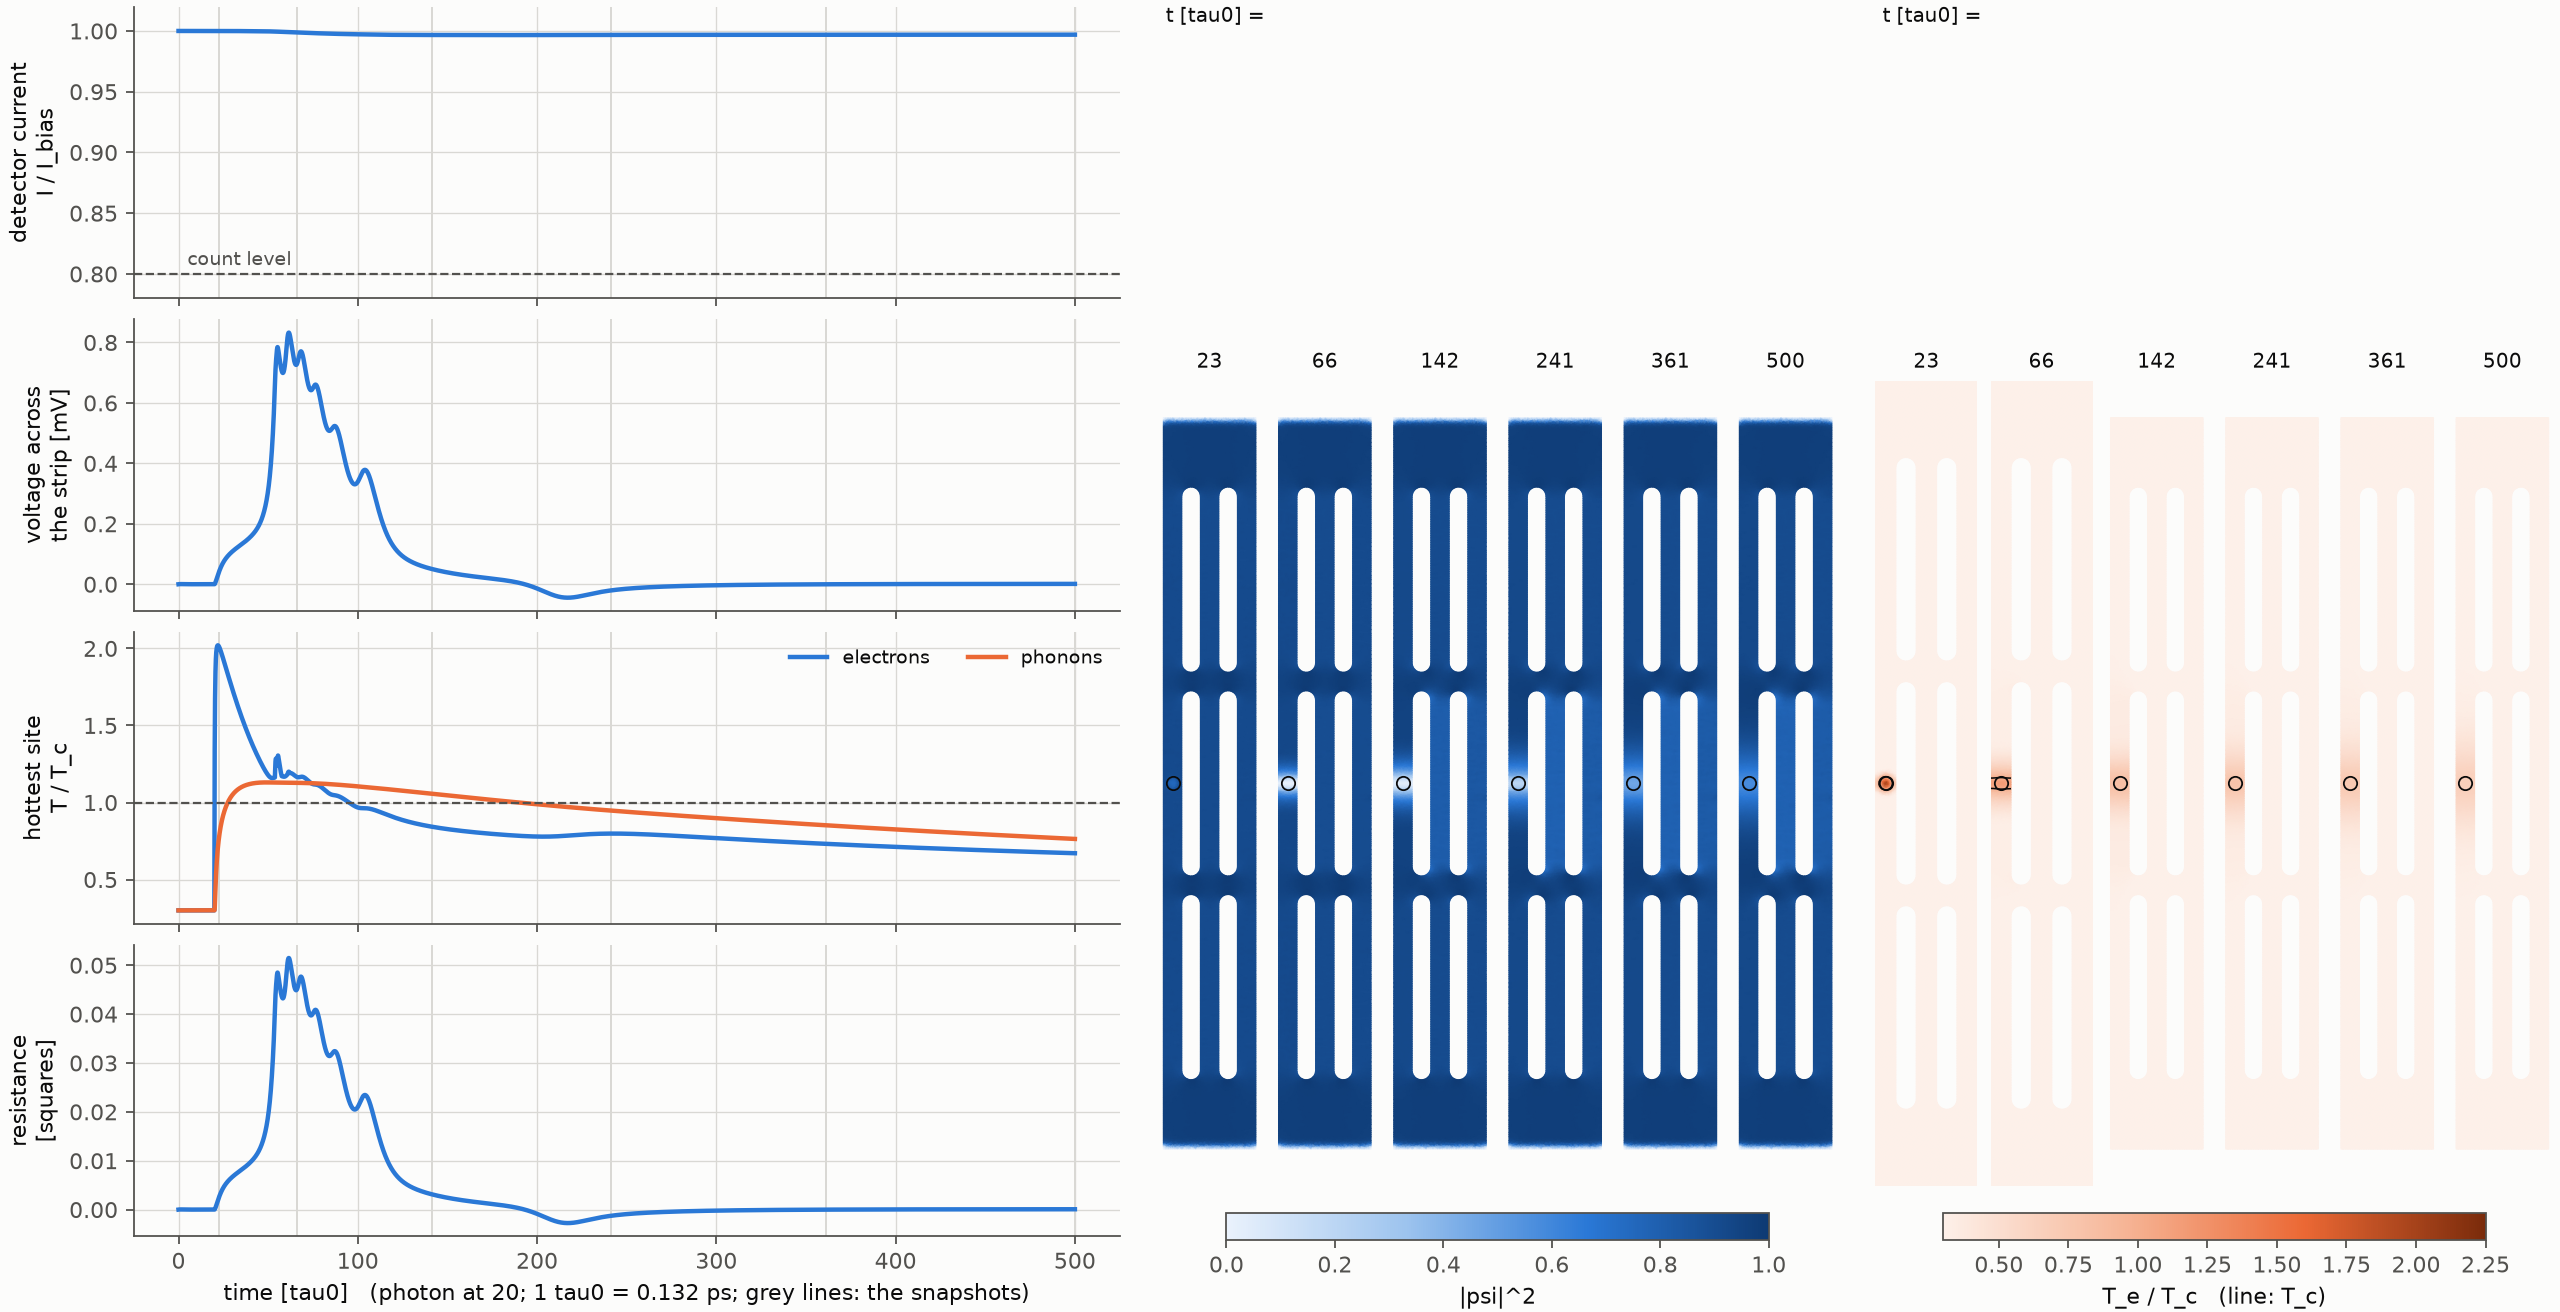 detector current
I / I_bias
1.00
0.95
0.90
0.85
0.80
count level
voltage across
the strip [mV]
0.8
0.6
0.4
0.2
0.0
hottest site
T / T_c
2.0
1.5
1.0
0.5
electrons
phonons
resistance
[squares]
0.05
0.04
0.03
0.02
0.01
0.00
0 100 200 300 400 500
time [tau0]   (photon at 20; 1 tau0 = 0.132 ps; grey lines: the snapshots)
t [tau0] =
23 66 142 241 361 500
0.0 0.2 0.4 0.6 0.8 1.0
|psi|^2
t [tau0] =
23 66 142 241 361 500
0.50 0.75 1.00 1.25 1.50 1.75 2.00 2.25
T_e / T_c   (line: T_c)